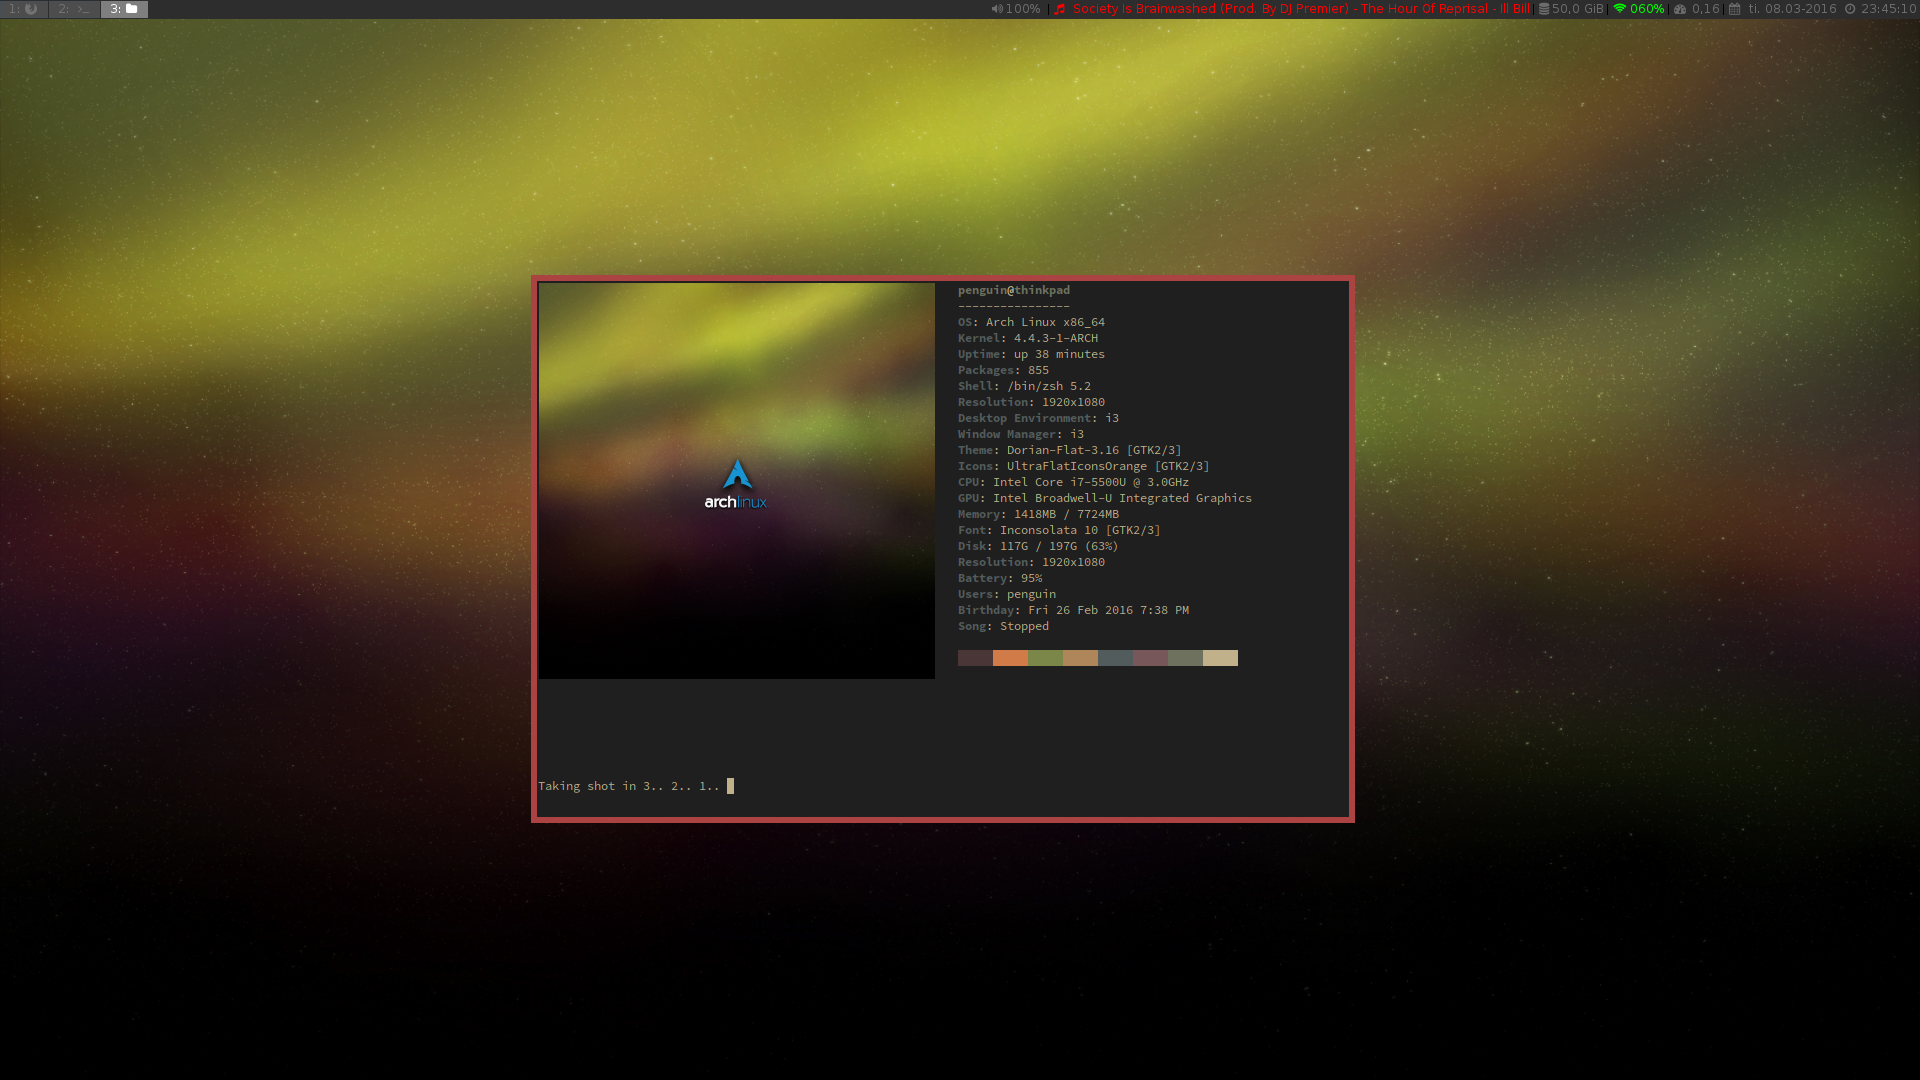 1:
2: >_
3:
100% | Society Is Brainwashed (Prod. By DJ Premier) - The Hour Of Reprisal - Ill Bill | 50,0 GiB | 060% | 0,16 | ti. 08.03-2016 23:45:10
archlinux
penguin@thinkpad
----------------
OS: Arch Linux x86_64
Kernel: 4.4.3-1-ARCH
Uptime: up 38 minutes
Packages: 855
Shell: /bin/zsh 5.2
Resolution: 1920x1080
Desktop Environment: i3
Window Manager: i3
Theme: Dorian-Flat-3.16 [GTK2/3]
Icons: UltraFlatIconsOrange [GTK2/3]
CPU: Intel Core i7-5500U @ 3.0GHz
GPU: Intel Broadwell-U Integrated Graphics
Memory: 1418MB / 7724MB
Font: Inconsolata 10 [GTK2/3]
Disk: 117G / 197G (63%)
Resolution: 1920x1080
Battery: 95%
Users: penguin
Birthday: Fri 26 Feb 2016 7:38 PM
Song: Stopped
Taking shot in 3.. 2.. 1..